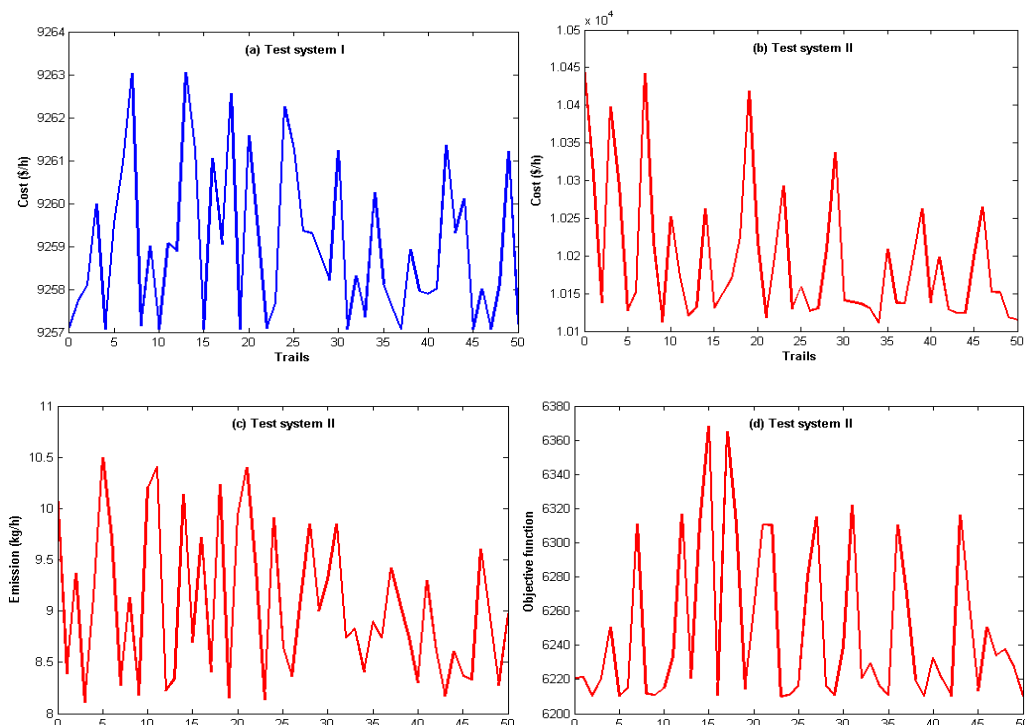 9264
(a) Test system I
9263
9262
9261
9260
9259
9258
9257
Cost ($/h)
0 5 10 15 20 25 30 35 40 45 50
Trails
x 10⁴
1.05
(b) Test system II
1.045
1.04
1.035
1.03
1.025
1.02
1.015
1.01
Cost ($/h)
0 5 10 15 20 25 30 35 40 45 50
Trails
11
(c) Test system II
10.5
10
9.5
9
8.5
8
Emission (kg/h)
0 5 10 15 20 25 30 35 40 45 50
6380
(d) Test system II
6360
6340
6320
6300
6280
6260
6240
6220
6200
Objective function
0 5 10 15 20 25 30 35 40 45 50